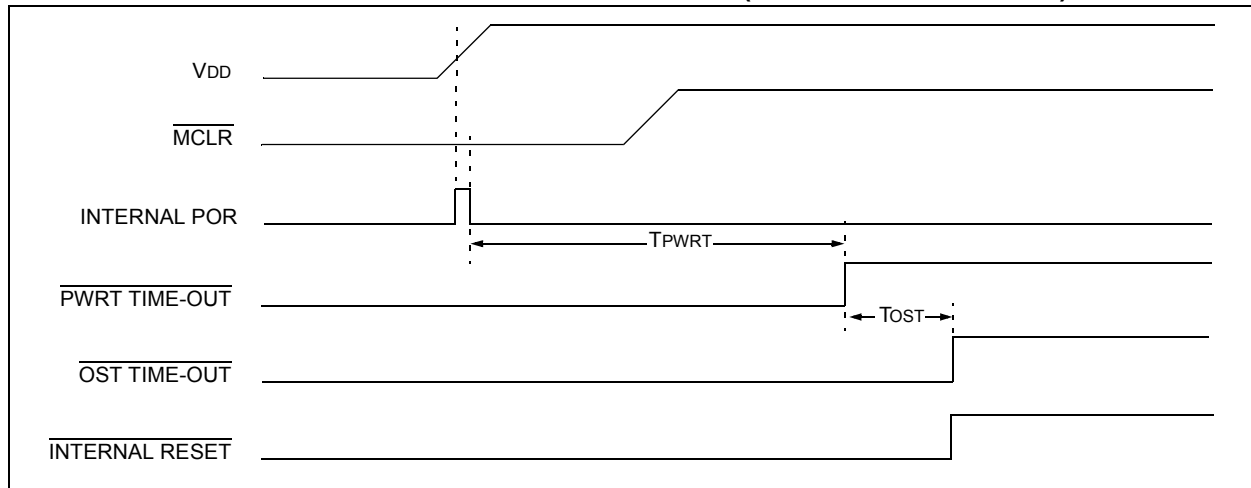 VDD
MCLR
INTERNAL POR
TPWRT
PWRT TIME-OUT
TOST
OST TIME-OUT
INTERNAL RESET